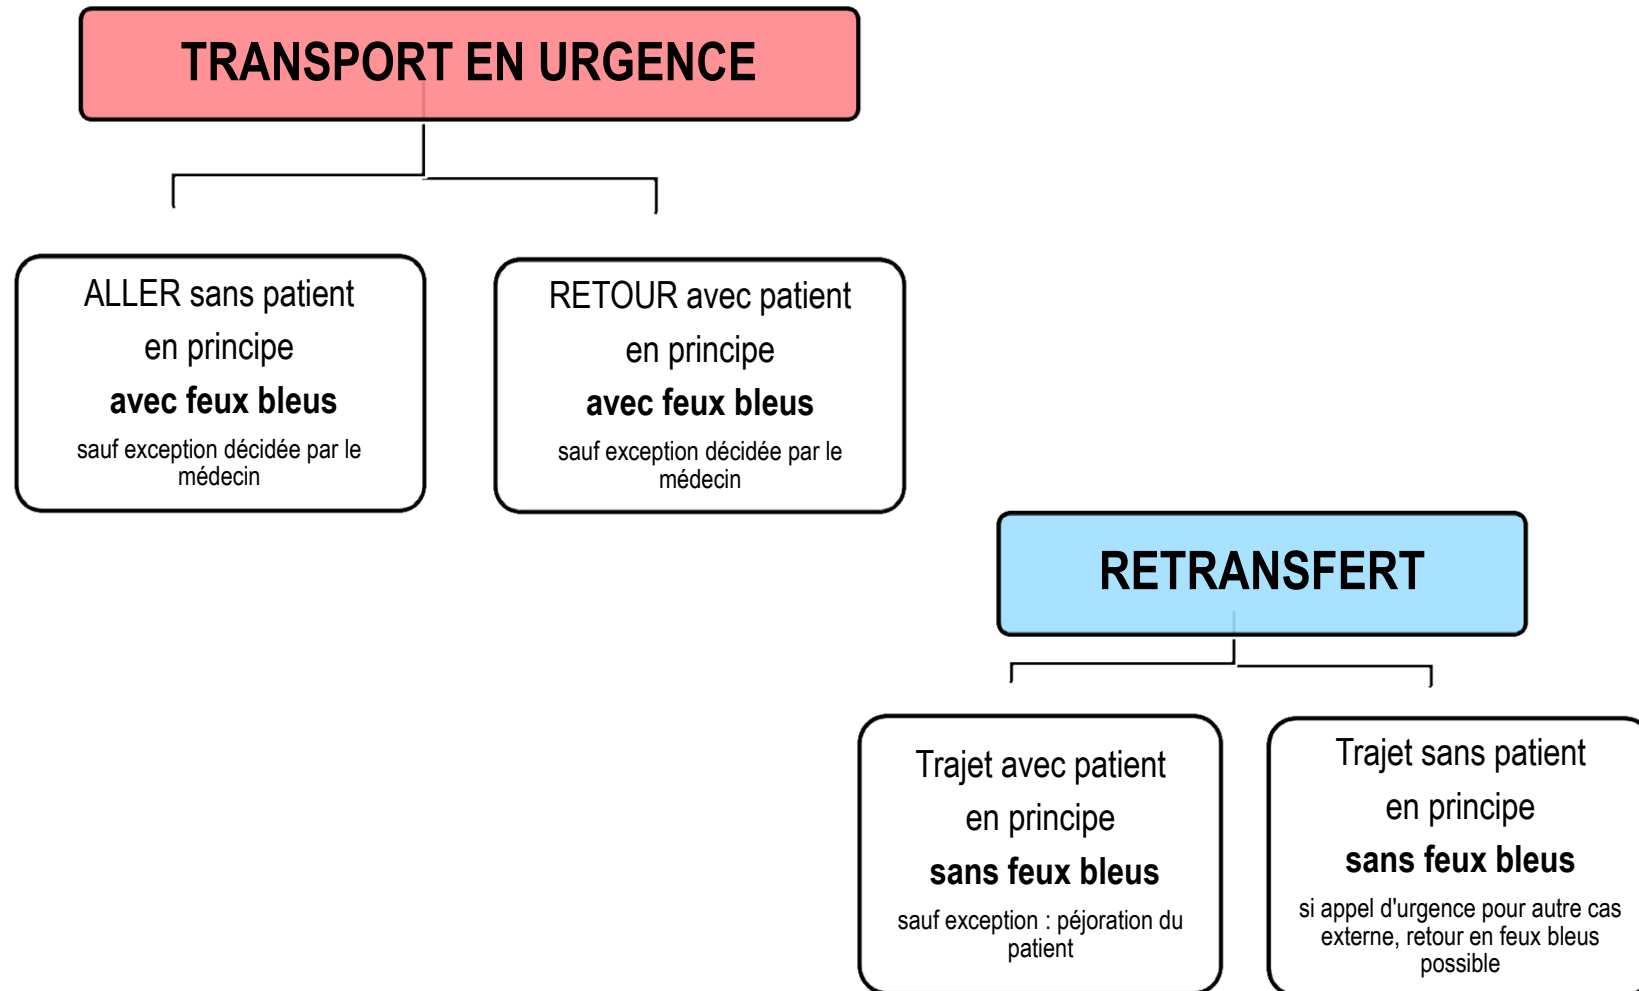 TRANSPORT EN URGENCE
ALLER sans patient
en principe
avec feux bleus
sauf exception décidée par le
médecin
RETOUR avec patient
en principe
avec feux bleus
sauf exception décidée par le
médecin
RETRANSFERT
Trajet avec patient
en principe
sans feux bleus
sauf exception : péjoration du
patient
Trajet sans patient
en principe
sans feux bleus
si appel d'urgence pour autre cas
externe, retour en feux bleus
possible